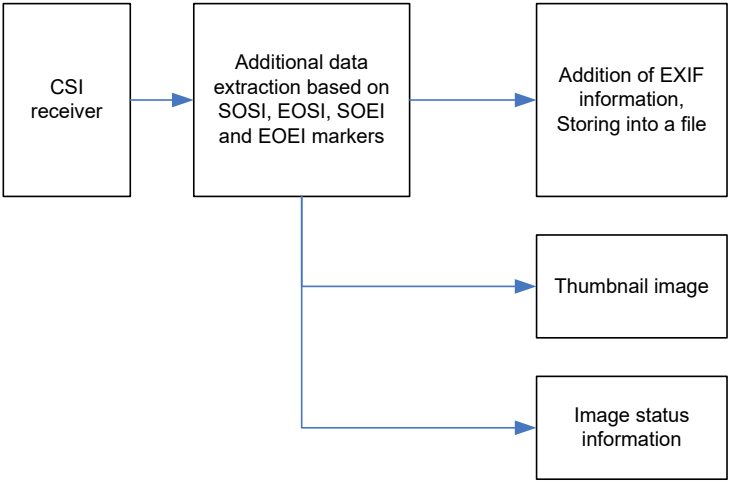 CSI
receiver
Additional data
extraction based on
SOSI, EOSI, SOEI
and EOEI markers
Addition of EXIF
information,
Storing into a file
Thumbnail image
Image status
information